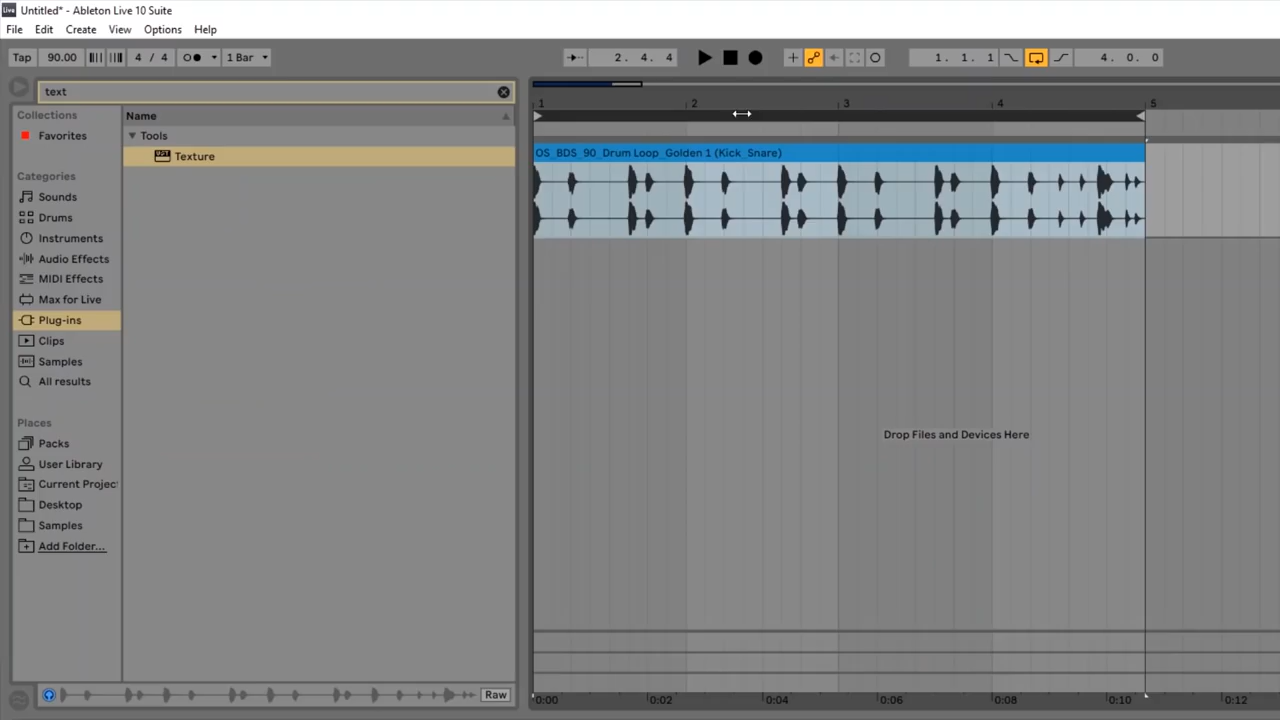 Live Untitled* - Ableton Live 10 Suite
File Edit Create View Options Help
Tap 90.00 4 / 4 1 Bar 2. 4. 4 1. 1. 1 4. 0. 0
text
Collections
Favorites
Categories
Sounds
Drums
Instruments
Audio Effects
MIDI Effects
Max for Live
Plug-ins
Clips
Samples
All results
Places
Packs
User Library
Current Projec
Desktop
Samples
Add Folder...
Name
Tools
VST Texture
1 2 3 4 5
OS_BDS_90_Drum Loop_Golden 1 (Kick_Snare)
Drop Files and Devices Here
Raw
0:00 0:02 0:04 0:06 0:08 0:10 0:12